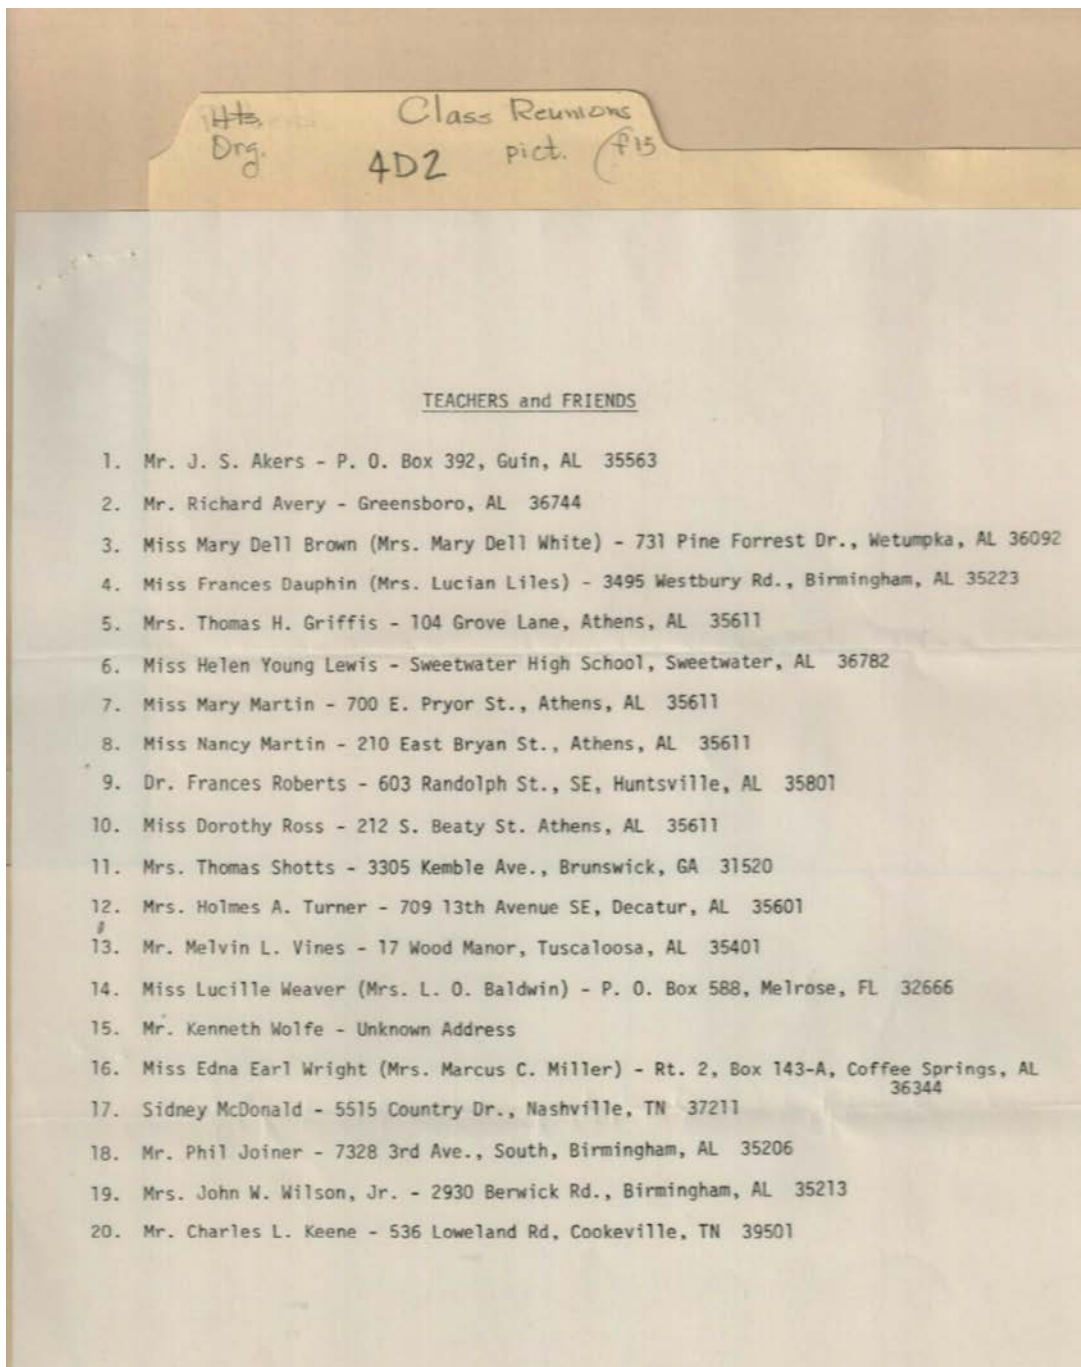 Hts. Class Reunions
Org. 4D2 pict. (f15
TEACHERS and FRIENDS
1. Mr. J. S. Akers - P. O. Box 392, Guin, AL 35563
2. Mr. Richard Avery - Greensboro, AL 36744
3. Miss Mary Dell Brown (Mrs. Mary Dell White) - 731 Pine Forrest Dr., Wetumpka, AL 36092
4. Miss Frances Dauphin (Mrs. Lucian Liles) - 3495 Westbury Rd., Birmingham, AL 35223
5. Mrs. Thomas H. Griffis - 104 Grove Lane, Athens, AL 35611
6. Miss Helen Young Lewis - Sweetwater High School, Sweetwater, AL 36782
7. Miss Mary Martin - 700 E. Pryor St., Athens, AL 35611
8. Miss Nancy Martin - 210 East Bryan St., Athens, AL 35611
9. Dr. Frances Roberts - 603 Randolph St., SE, Huntsville, AL 35801
10. Miss Dorothy Ross - 212 S. Beaty St. Athens, AL 35611
11. Mrs. Thomas Shotts - 3305 Kemble Ave., Brunswick, GA 31520
12. Mrs. Holmes A. Turner - 709 13th Avenue SE, Decatur, AL 35601
13. Mr. Melvin L. Vines - 17 Wood Manor, Tuscaloosa, AL 35401
14. Miss Lucille Weaver (Mrs. L. O. Baldwin) - P. O. Box 588, Melrose, FL 32666
15. Mr. Kenneth Wolfe - Unknown Address
16. Miss Edna Earl Wright (Mrs. Marcus C. Miller) - Rt. 2, Box 143-A, Coffee Springs, AL
36344
17. Sidney McDonald - 5515 Country Dr., Nashville, TN 37211
18. Mr. Phil Joiner - 7328 3rd Ave., South, Birmingham, AL 35206
19. Mrs. John W. Wilson, Jr. - 2930 Berwick Rd., Birmingham, AL 35213
20. Mr. Charles L. Keene - 536 Loweland Rd, Cookeville, TN 39501